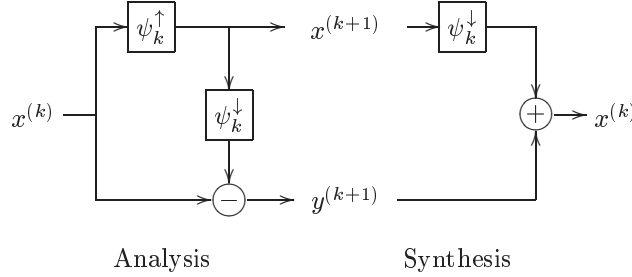 ψ_k^↑ x^{(k+1)} ψ_k^↓
x^{(k)} ψ_k^↓ + x^{(k)}
− y^{(k+1)}
Analysis Synthesis